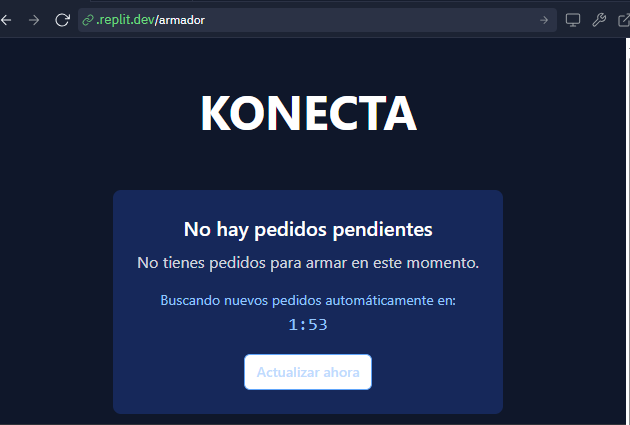 .replit.dev/armador
KONECTA
No hay pedidos pendientes
No tienes pedidos para armar en este momento.
Buscando nuevos pedidos automáticamente en:
1:53
Actualizar ahora